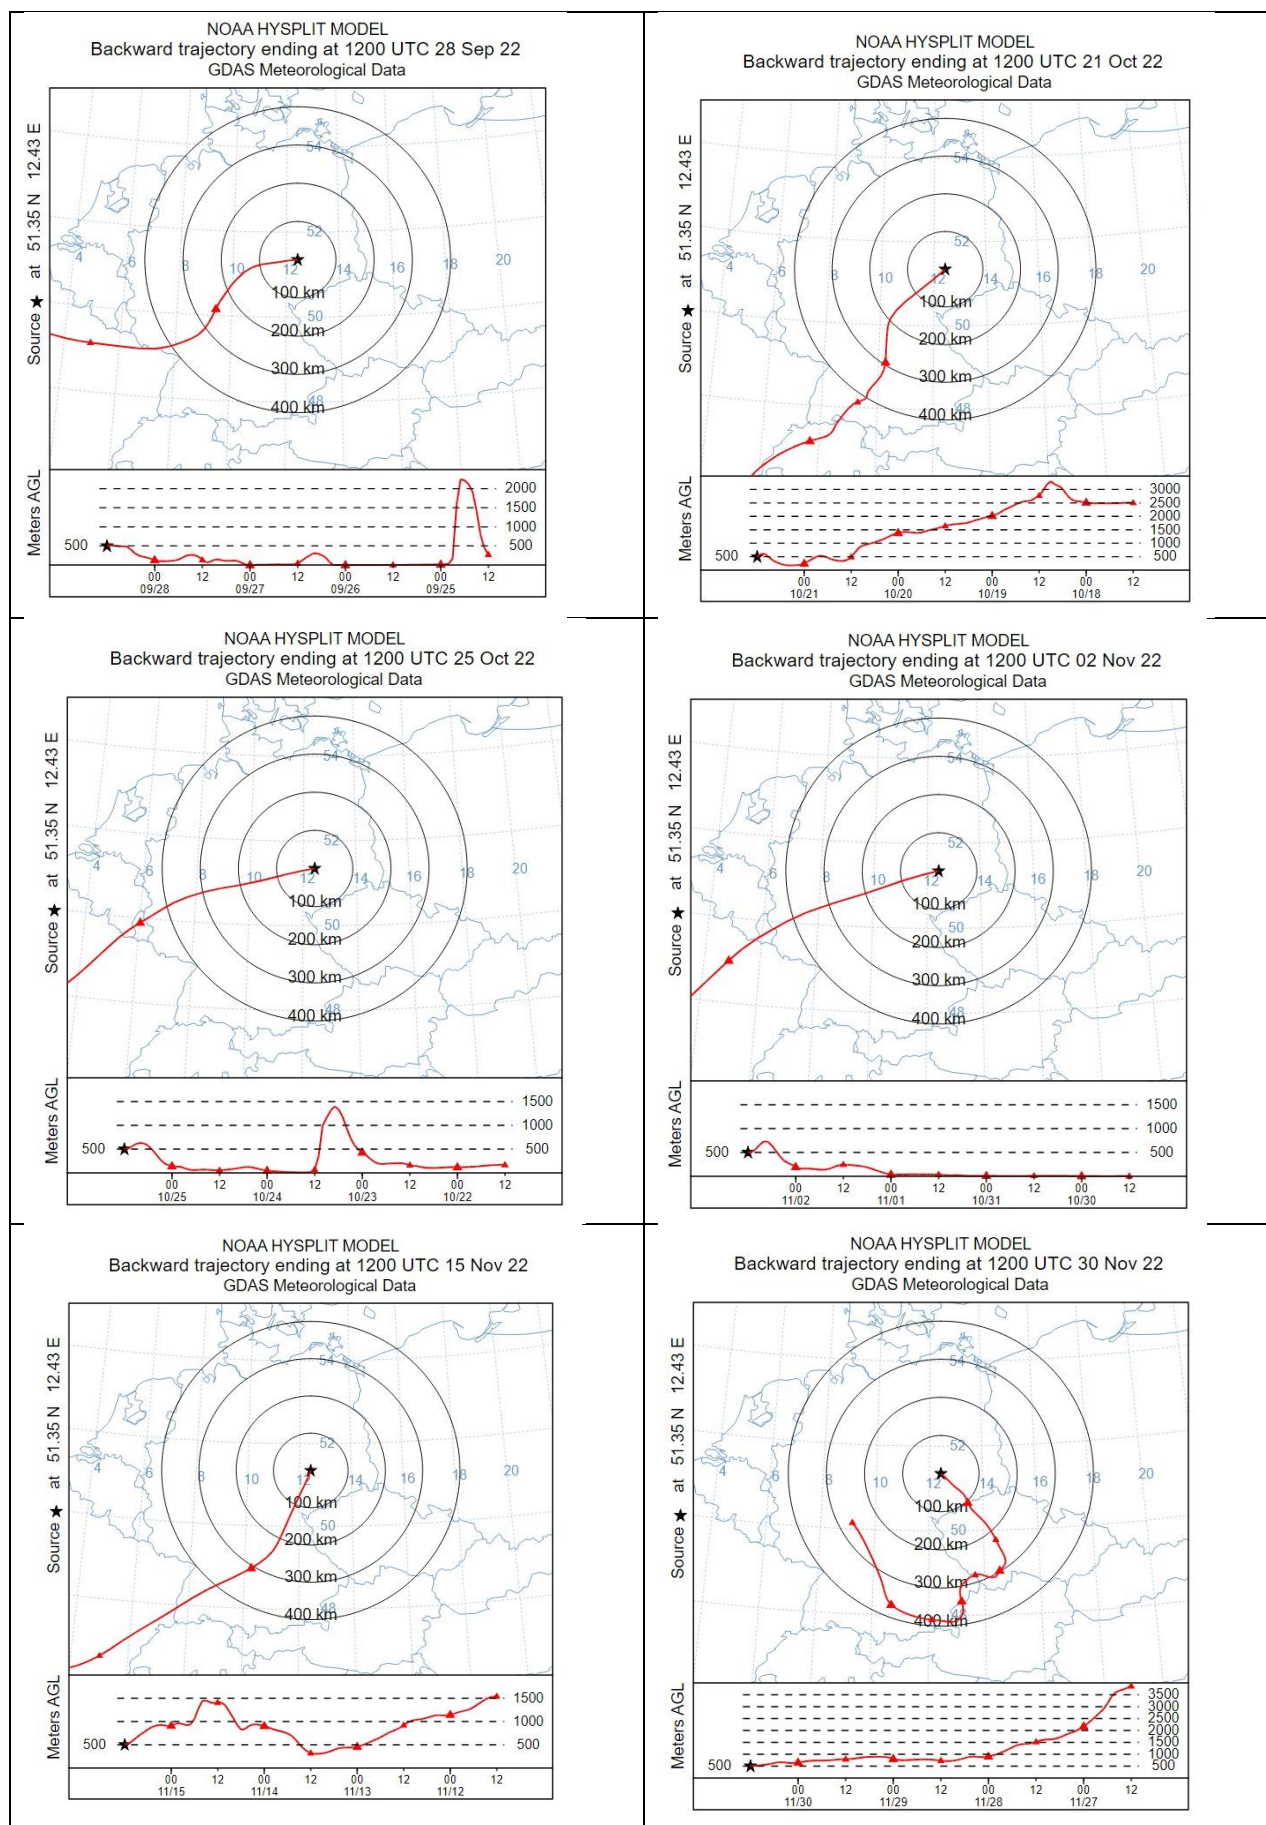 NOAA HYSPLIT MODEL
Backward trajectory ending at 1200 UTC 28 Sep 22
GDAS Meteorological Data
Source ★ at 51.35 N 12.43 E
54
52
4 6 8 10 12 14 16 18 20
100 km
50
200 km
300 km
48
400 km
Meters AGL
2000
1500
1000
500 500
00 12 00 12 00 12 00 12
09/28 09/27 09/26 09/25
NOAA HYSPLIT MODEL
Backward trajectory ending at 1200 UTC 21 Oct 22
GDAS Meteorological Data
Source ★ at 51.35 N 12.43 E
54
52
4 6 8 10 12 14 16 18 20
100 km
50
200 km
300 km
48
400 km
Meters AGL
3000
2500
2000
1500
1000
500 500
00 12 00 12 00 12 00 12
10/21 10/20 10/19 10/18
NOAA HYSPLIT MODEL
Backward trajectory ending at 1200 UTC 25 Oct 22
GDAS Meteorological Data
Source ★ at 51.35 N 12.43 E
54
52
4 6 8 10 12 14 16 18 20
100 km
50
200 km
300 km
48
400 km
Meters AGL
1500
1000
500 500
00 12 00 12 00 12 00 12
10/25 10/24 10/23 10/22
NOAA HYSPLIT MODEL
Backward trajectory ending at 1200 UTC 02 Nov 22
GDAS Meteorological Data
Source ★ at 51.35 N 12.43 E
54
52
4 6 8 10 12 14 16 18 20
100 km
50
200 km
300 km
48
400 km
Meters AGL
1500
1000
500 500
00 12 00 12 00 12 00 12
11/02 11/01 10/31 10/30
NOAA HYSPLIT MODEL
Backward trajectory ending at 1200 UTC 15 Nov 22
GDAS Meteorological Data
Source ★ at 51.35 N 12.43 E
54
52
4 6 8 10 12 14 16 18 20
100 km
50
200 km
300 km
48
400 km
Meters AGL
1500
1000
500 500
00 12 00 12 00 12 00 12
11/15 11/14 11/13 11/12
NOAA HYSPLIT MODEL
Backward trajectory ending at 1200 UTC 30 Nov 22
GDAS Meteorological Data
Source ★ at 51.35 N 12.43 E
54
52
4 6 8 10 12 14 16 18 20
100 km
50
200 km
300 km
48
400 km
Meters AGL
3500
3000
2500
2000
1500
1000
500 500
00 12 00 12 00 12 00 12
11/30 11/29 11/28 11/27